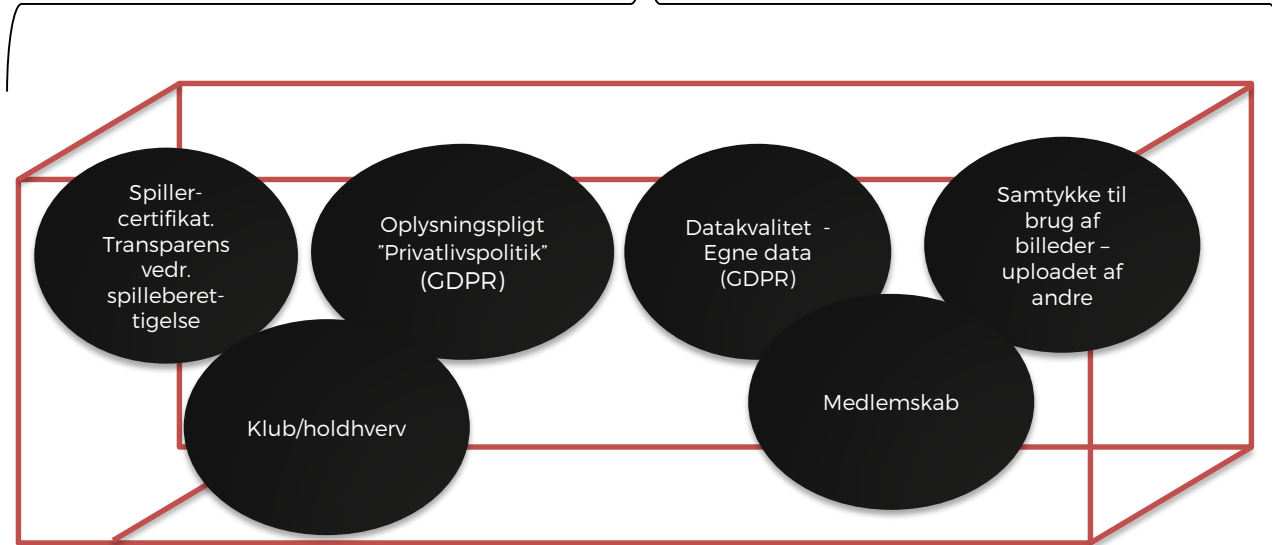 Spiller-
certifikat.
Transparens
vedr.
spilleberet-
tigelse
Oplysningspligt
”Privatlivspolitik”
(GDPR)
Datakvalitet -
Egne data
(GDPR)
Samtykke til
brug af
billeder –
uploadet af
andre
Klub/holdhverv
Medlemskab